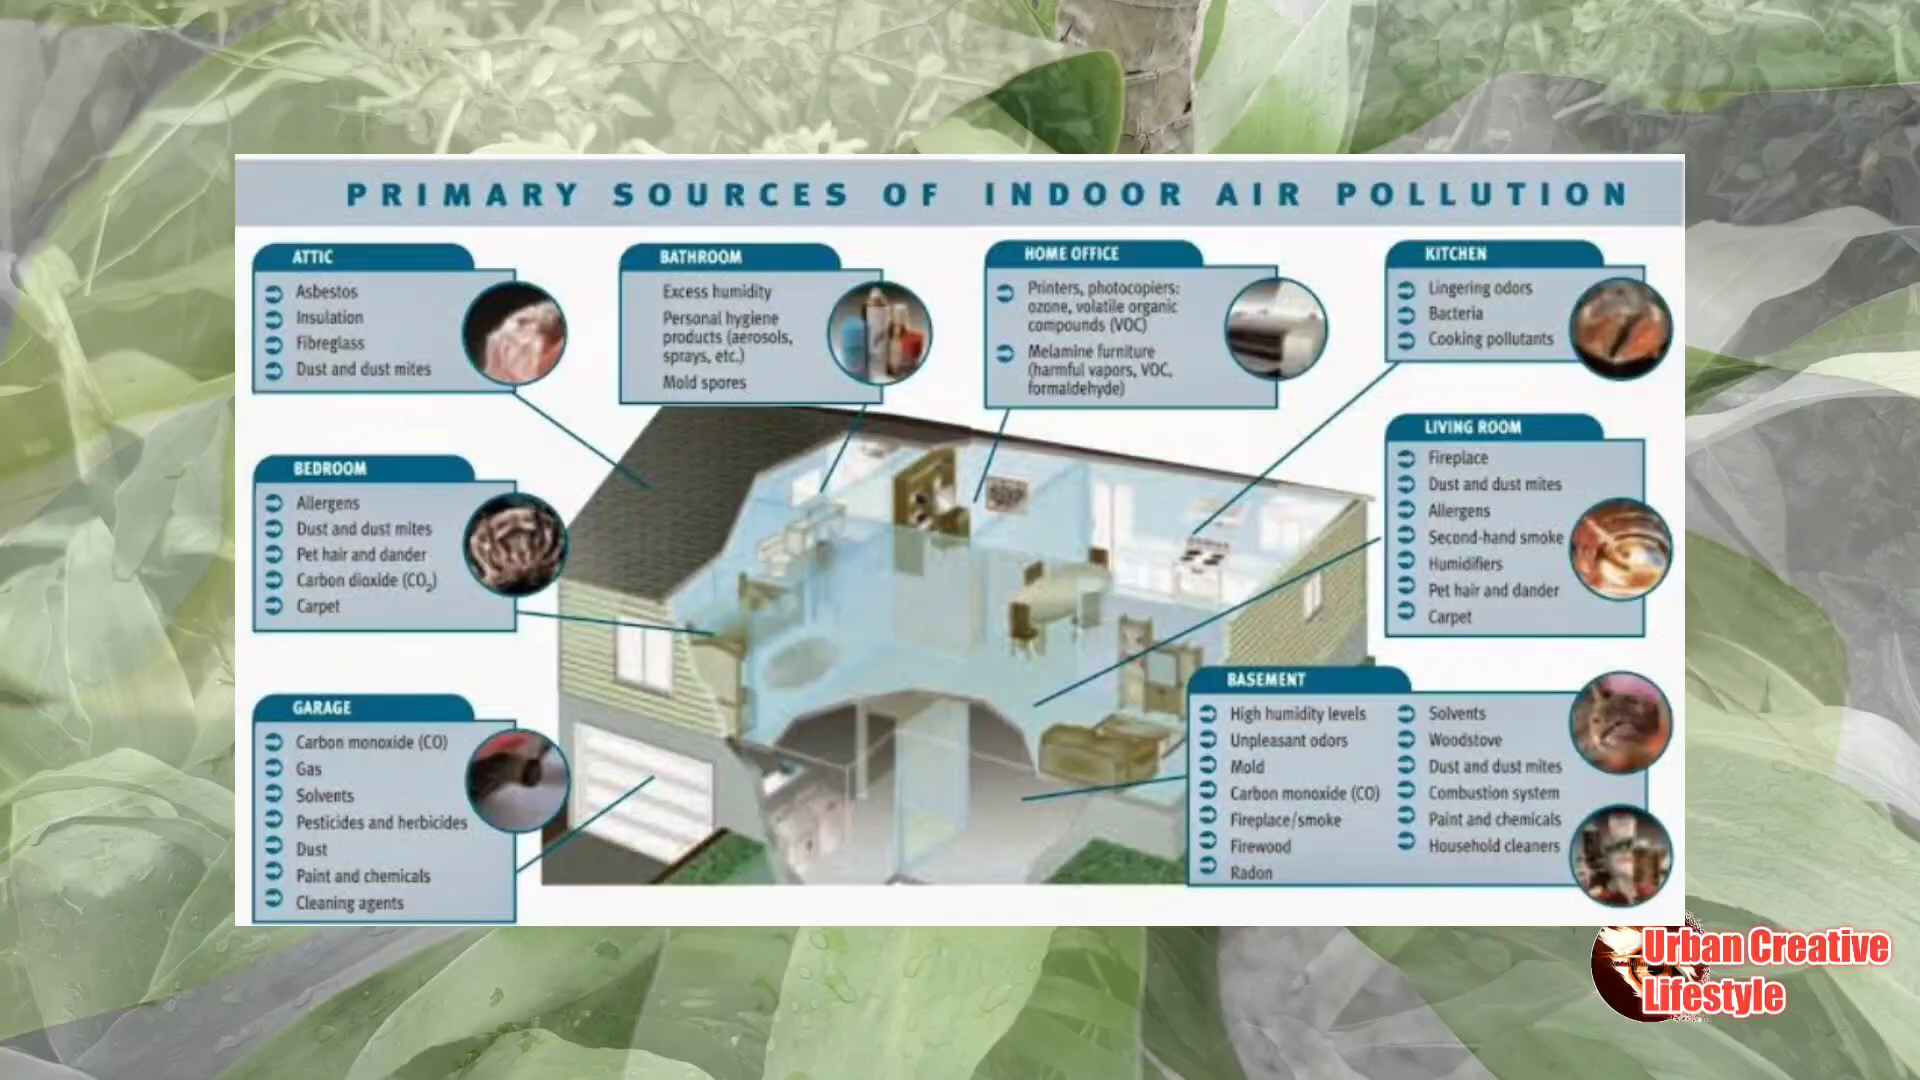 PRIMARY SOURCES OF INDOOR AIR POLLUTION
ATTIC
Asbestos
Insulation
Fibreglass
Dust and dust mites
BATHROOM
Excess humidity
Personal hygiene
products (aerosols,
sprays, etc.)
Mold spores
HOME OFFICE
Printers, photocopiers:
ozone, volatile organic
compounds (VOC)
Melamine furniture
(harmful vapors, VOC,
formaldehyde)
KITCHEN
Lingering odors
Bacteria
Cooking pollutants
BEDROOM
Allergens
Dust and dust mites
Pet hair and dander
Carbon dioxide (CO₂)
Carpet
LIVING ROOM
Fireplace
Dust and dust mites
Allergens
Second-hand smoke
Humidifiers
Pet hair and dander
Carpet
GARAGE
Carbon monoxide (CO)
Gas
Solvents
Pesticides and herbicides
Dust
Paint and chemicals
Cleaning agents
BASEMENT
High humidity levels
Unpleasant odors
Mold
Carbon monoxide (CO)
Fireplace/smoke
Firewood
Radon
Solvents
Woodstove
Dust and dust mites
Combustion system
Paint and chemicals
Household cleaners
Urban Creative
Lifestyle